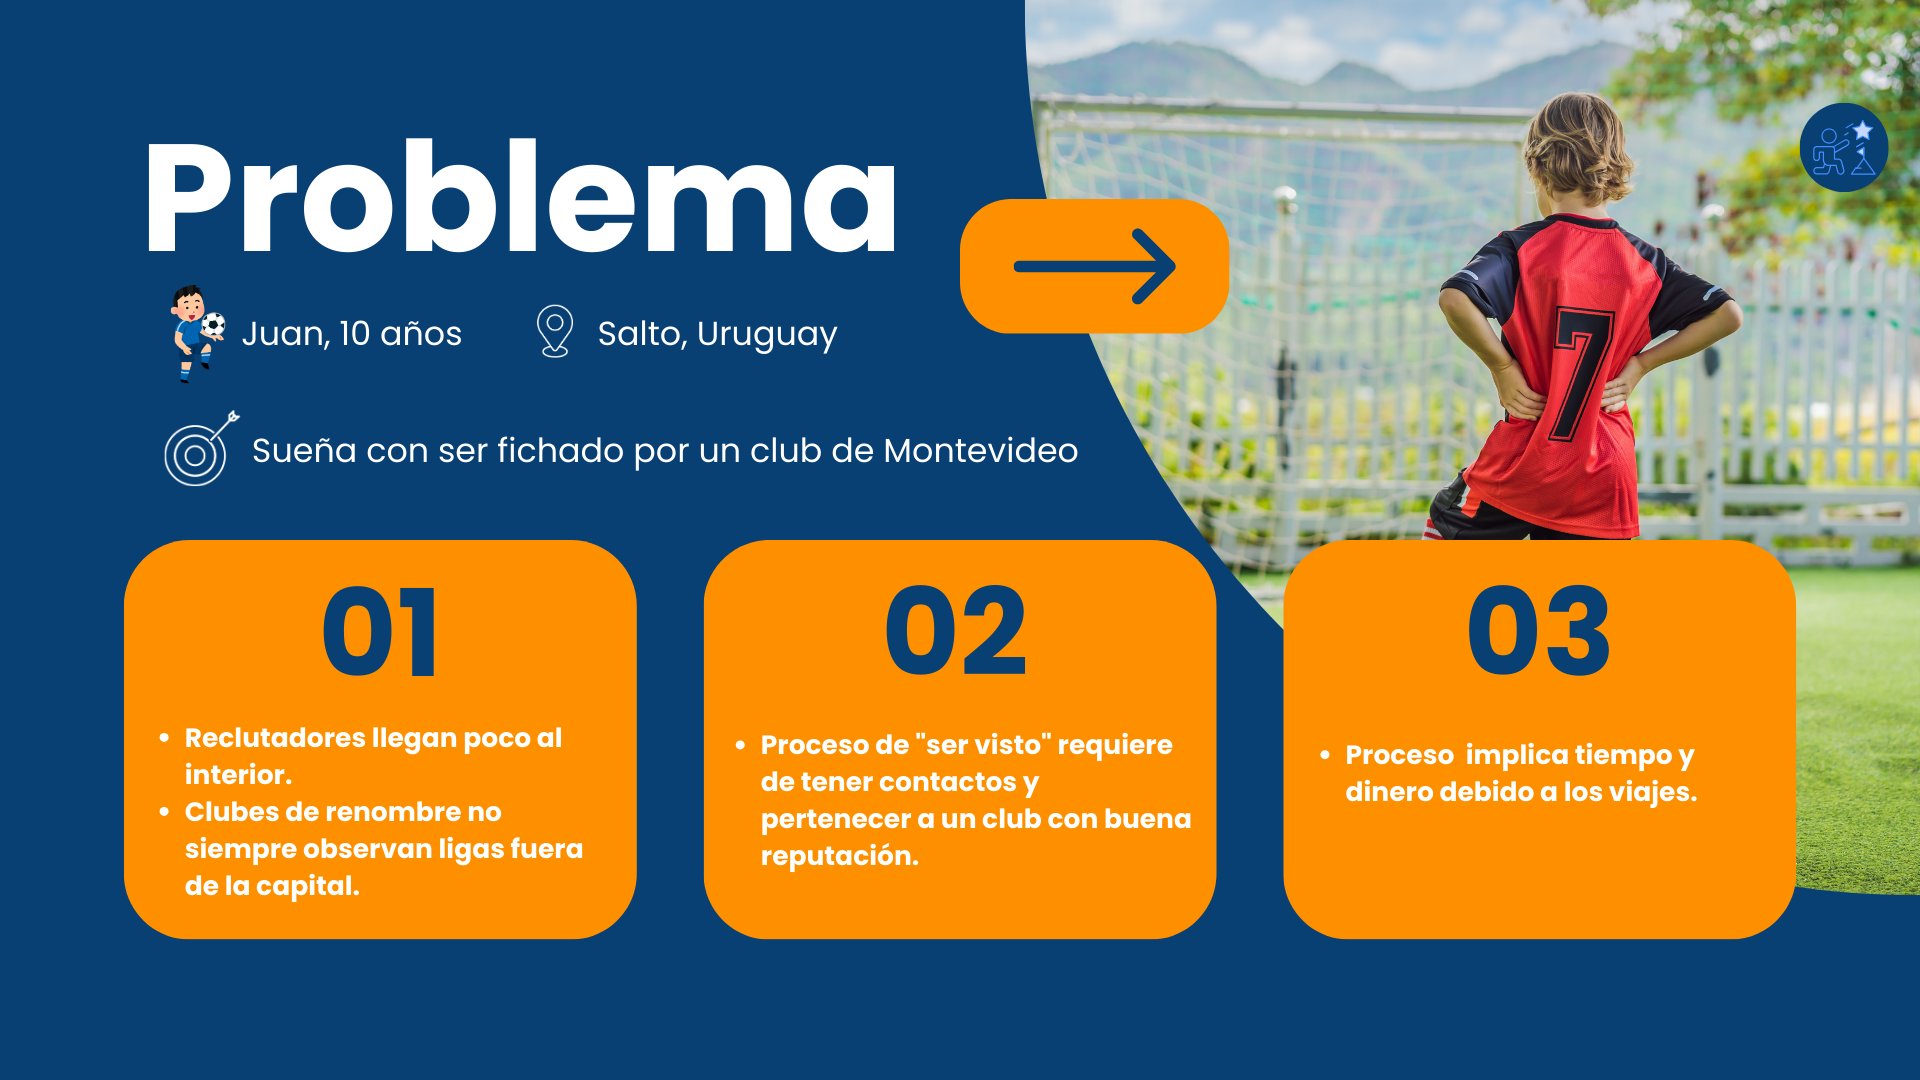 Problema
Juan, 10 años
Salto, Uruguay
Sueña con ser fichado por un club de Montevideo
7
01
• Reclutadores llegan poco al
interior.
• Clubes de renombre no
siempre observan ligas fuera
de la capital.
02
• Proceso de "ser visto" requiere
de tener contactos y
pertenecer a un club con buena
reputación.
03
• Proceso  implica tiempo y
dinero debido a los viajes.